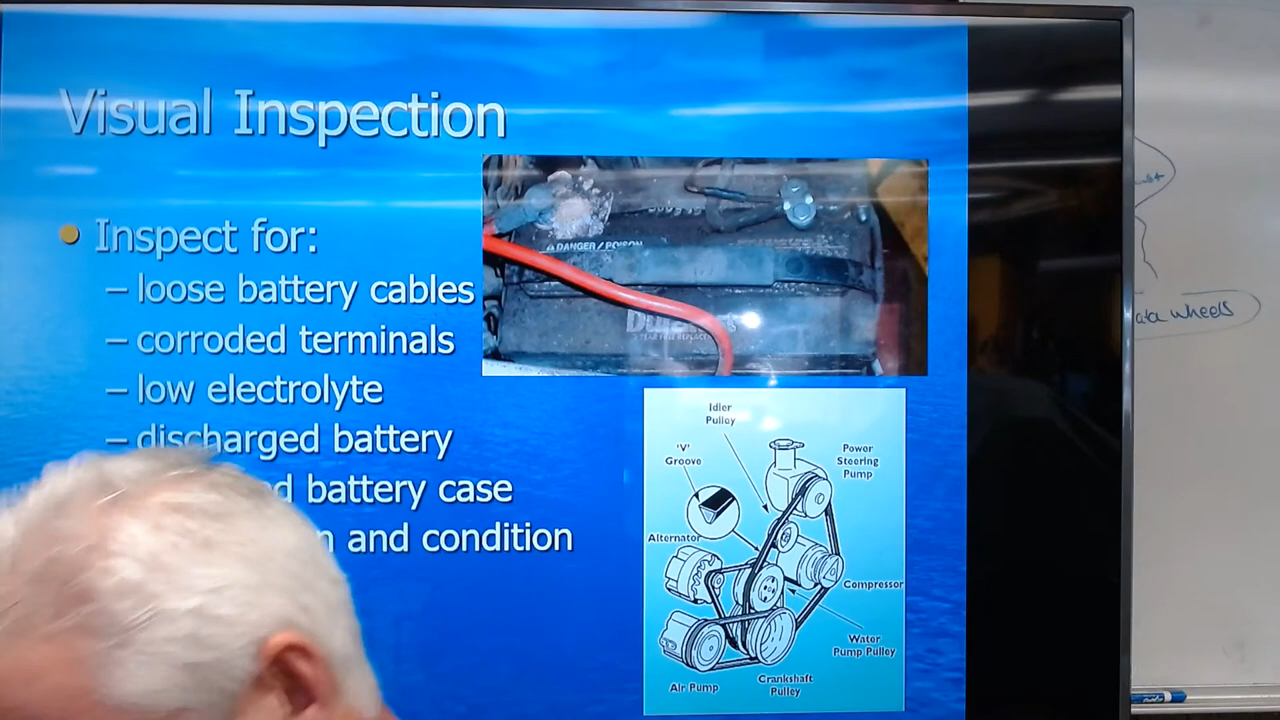 Visual Inspection
Inspect for:
– loose battery cables
– corroded terminals
– low electrolyte
– discharged battery
battery case
and condition
DANGER / POISON
Idler
Pulley
'V'
Groove
Power
Steering
Pump
Alternator
Compressor
Water
Pump Pulley
Air Pump
Crankshaft
Pulley
wheels